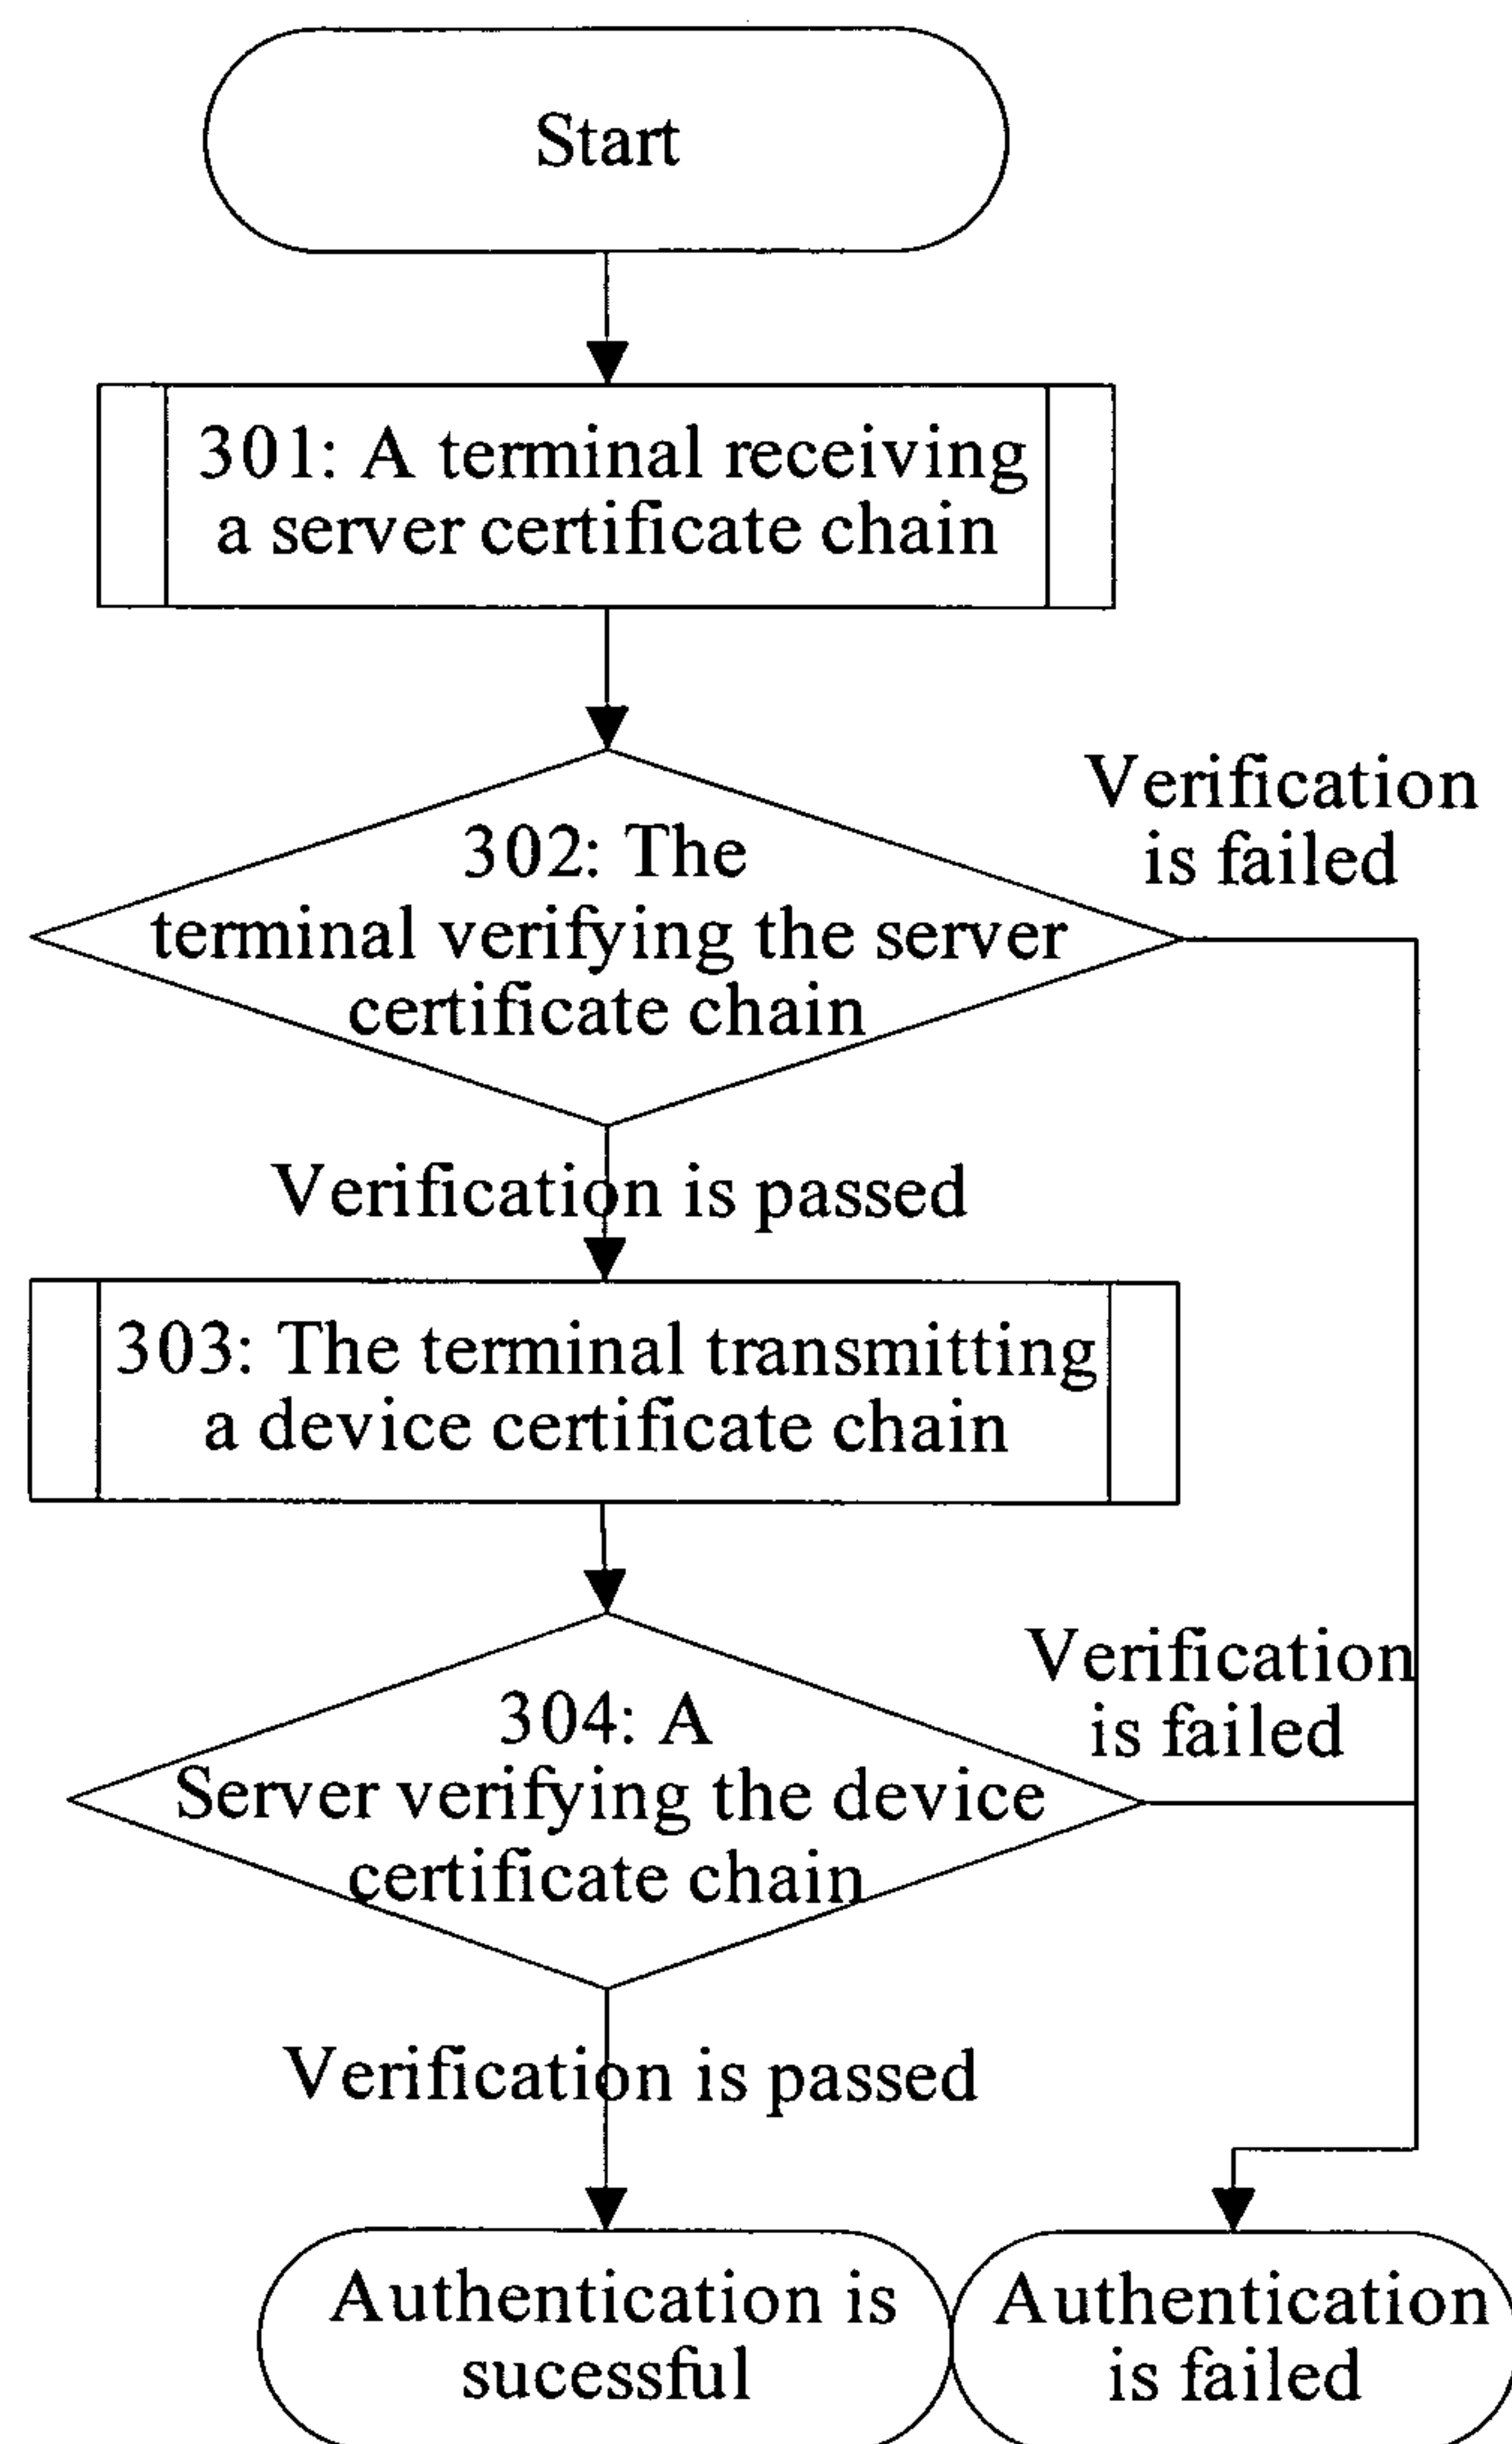 Start
301: A terminal receiving
a server certificate chain
302: The
terminal verifying the server
certificate chain
Verification
is failed
Verification is passed
303: The terminal transmitting
a device certificate chain
304: A
Server verifying the device
certificate chain
Verification
is failed
Verification is passed
Authentication is
sucessful
Authentication
is failed